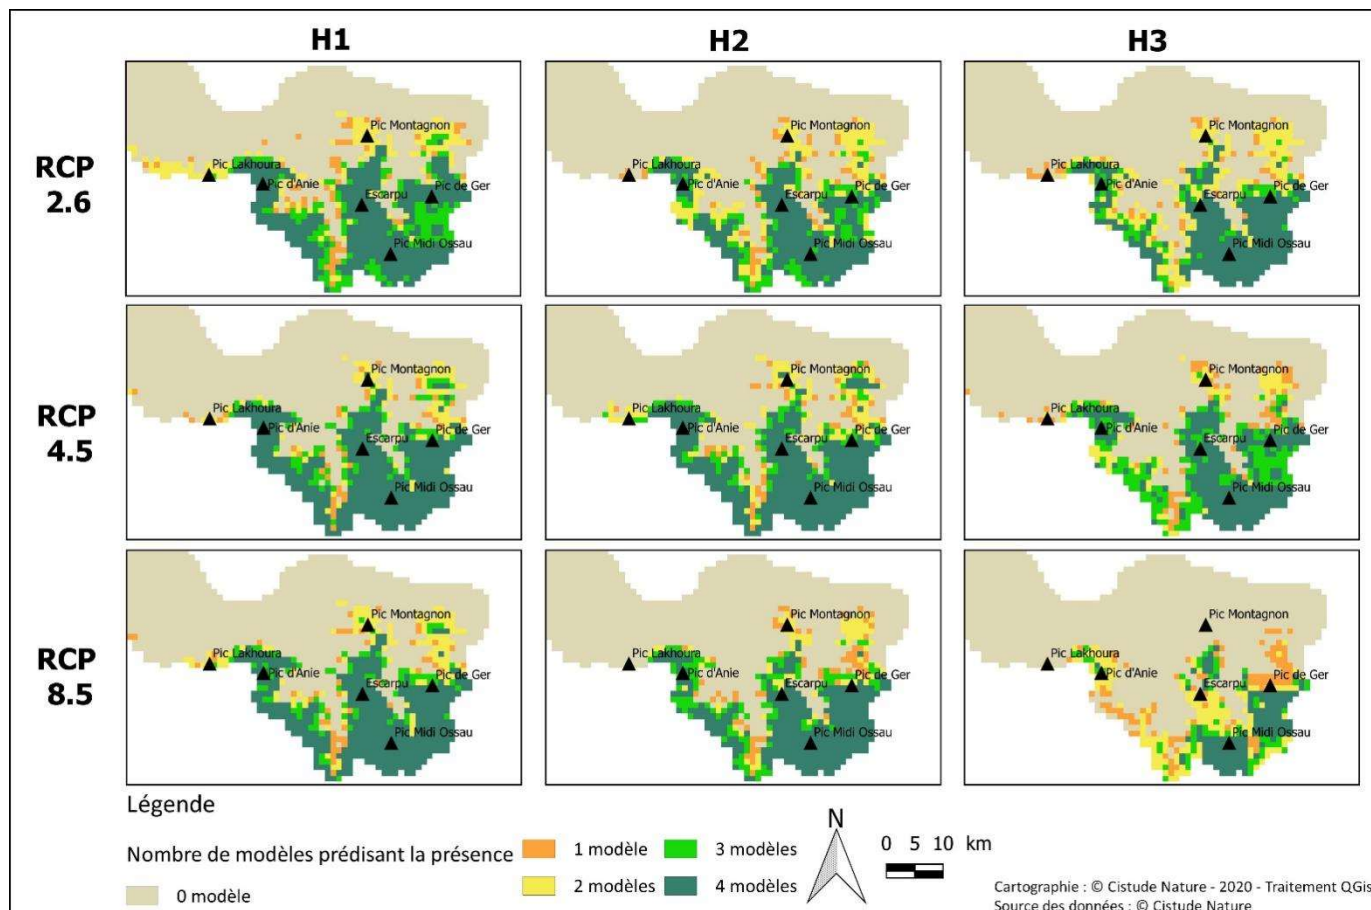 H1 H2 H3
RCP 2.6
Pic Montagnon
Pic Lakhoura
Pic d'Anie
Escarpu
Pic de Ger
Pic Midi Ossau
Pic Montagnon
Pic Lakhoura
Pic d'Anie
Escarpu
Pic de Ger
Pic Midi Ossau
Pic Montagnon
Pic Lakhoura
Pic d'Anie
Escarpu
Pic de Ger
Pic Midi Ossau
RCP 4.5
Pic Montagnon
Pic Lakhoura
Pic d'Anie
Escarpu
Pic de Ger
Pic Midi Ossau
Pic Montagnon
Pic Lakhoura
Pic d'Anie
Escarpu
Pic de Ger
Pic Midi Ossau
Pic Montagnon
Pic Lakhoura
Pic d'Anie
Escarpu
Pic de Ger
Pic Midi Ossau
RCP 8.5
Pic Montagnon
Pic Lakhoura
Pic d'Anie
Escarpu
Pic de Ger
Pic Midi Ossau
Pic Montagnon
Pic Lakhoura
Pic d'Anie
Escarpu
Pic de Ger
Pic Midi Ossau
Pic Montagnon
Pic Lakhoura
Pic d'Anie
Escarpu
Pic de Ger
Pic Midi Ossau
Légende
Nombre de modèles prédisant la présence
0 modèle
1 modèle
2 modèles
3 modèles
4 modèles
N
0 5 10 km
Cartographie : © Cistude Nature - 2020 - Traitement QGis
Source des données : © Cistude Nature